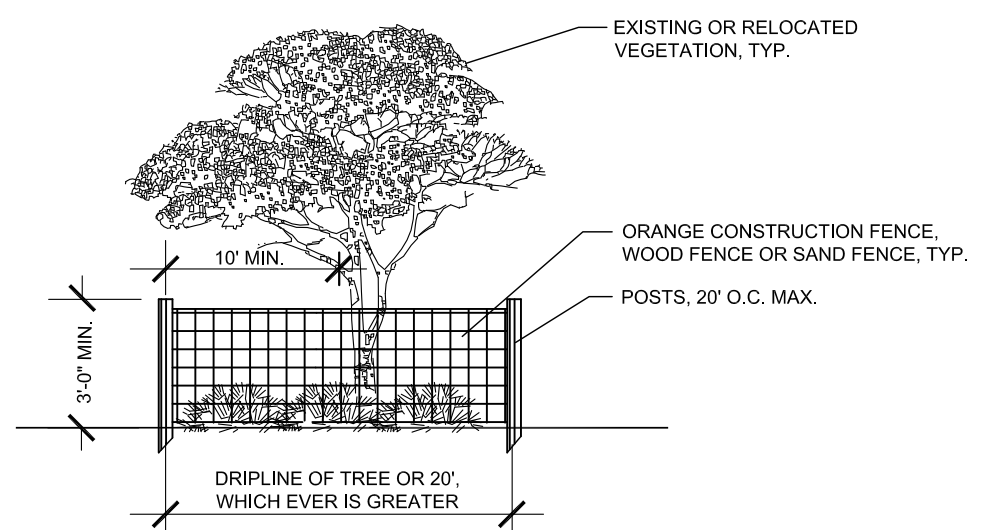 EXISTING OR RELOCATED
VEGETATION, TYP.
ORANGE CONSTRUCTION FENCE,
WOOD FENCE OR SAND FENCE, TYP.
10' MIN.
POSTS, 20' O.C. MAX.
3'-0" MIN.
DRIPLINE OF TREE OR 20',
WHICH EVER IS GREATER